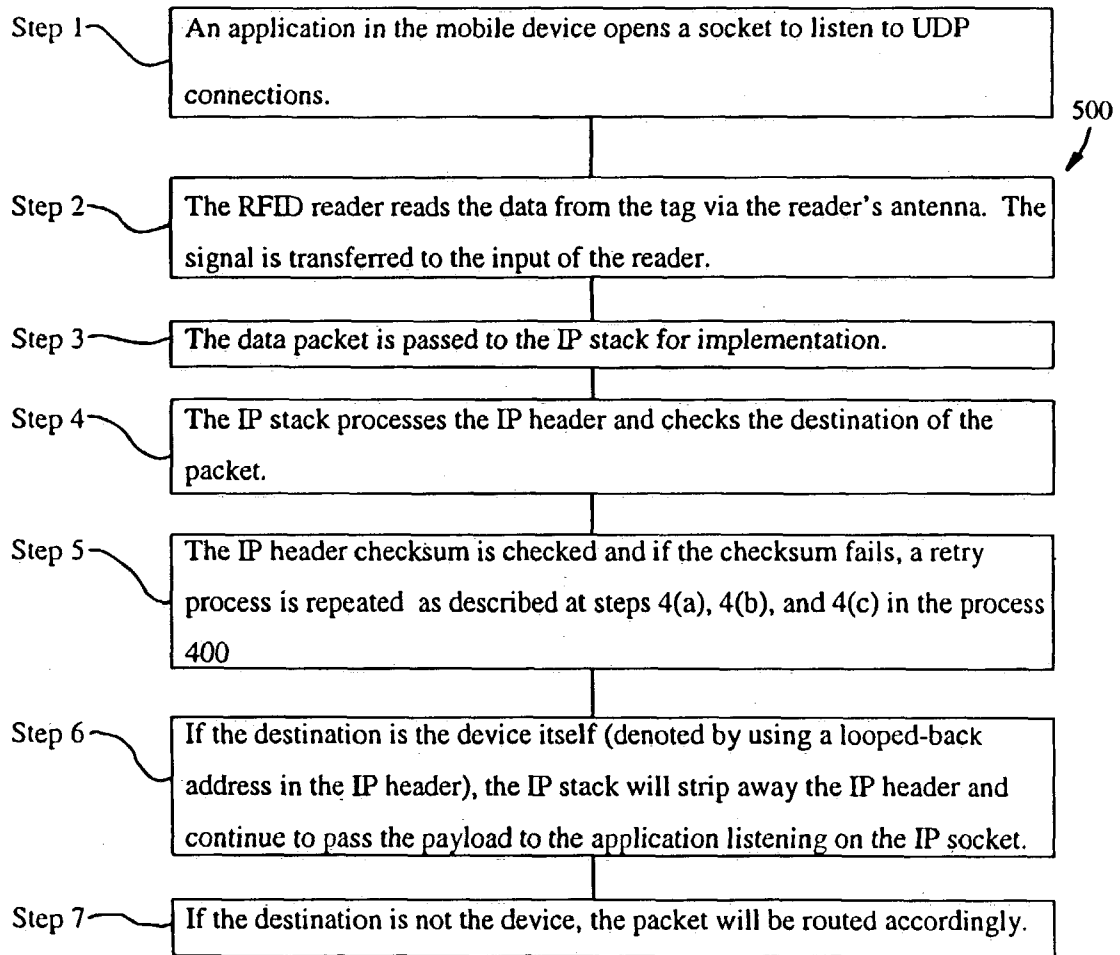 Step 1
An application in the mobile device opens a socket to listen to UDP
connections.
500
Step 2
The RFID reader reads the data from the tag via the reader's antenna. The
signal is transferred to the input of the reader.
Step 3
The data packet is passed to the IP stack for implementation.
Step 4
The IP stack processes the IP header and checks the destination of the
packet.
Step 5
The IP header checksum is checked and if the checksum fails, a retry
process is repeated as described at steps 4(a), 4(b), and 4(c) in the process
400
Step 6
If the destination is the device itself (denoted by using a looped-back
address in the IP header), the IP stack will strip away the IP header and
continue to pass the payload to the application listening on the IP socket.
Step 7
If the destination is not the device, the packet will be routed accordingly.